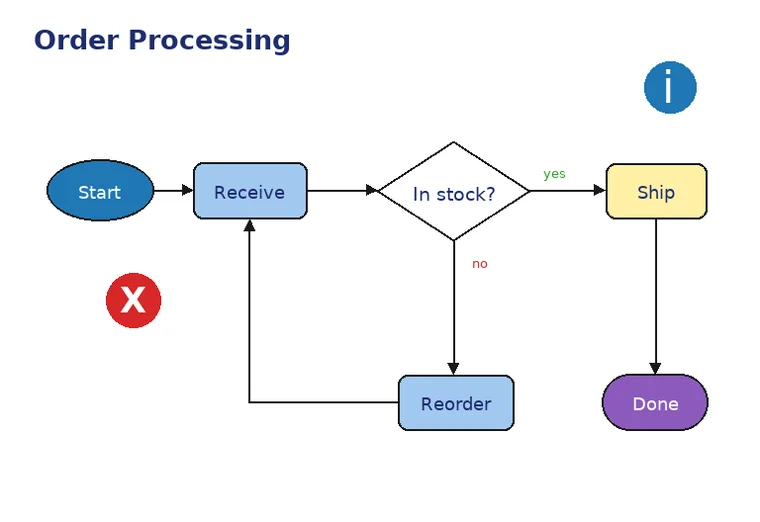 Order Processing
i
Start
Receive
In stock?
yes
Ship
no
X
Reorder
Done